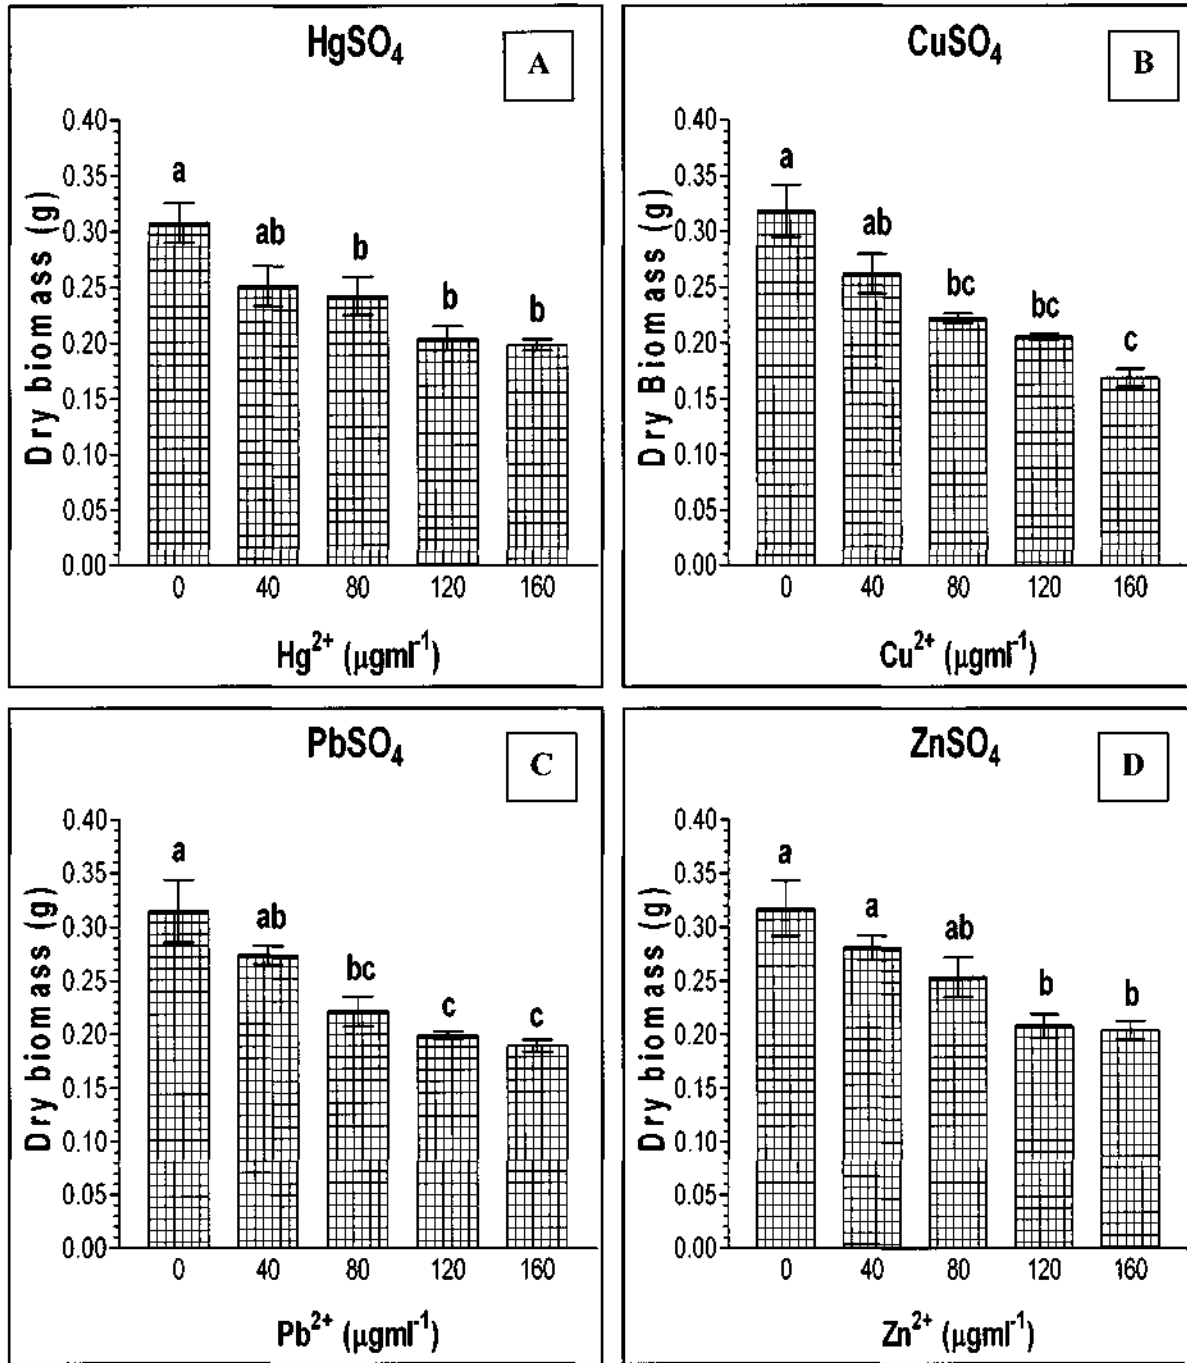 HgSO4
A
0.40
0.35
0.30
0.25
0.20
0.15
0.10
0.05
0.00
Dry biomass (g)
a
ab
b
b
b
0 40 80 120 160
Hg2+ (μgml-1)
CuSO4
B
0.40
0.35
0.30
0.25
0.20
0.15
0.10
0.05
0.00
Dry Biomass (g)
a
ab
bc
bc
c
0 40 80 120 160
Cu2+ (μgml-1)
PbSO4
C
0.40
0.35
0.30
0.25
0.20
0.15
0.10
0.05
0.00
Dry biomass (g)
a
ab
bc
c
c
0 40 80 120 160
Pb2+ (μgml-1)
ZnSO4
D
0.40
0.35
0.30
0.25
0.20
0.15
0.10
0.05
0.00
Dry biomass (g)
a
a
ab
b
b
0 40 80 120 160
Zn2+ (μgml-1)